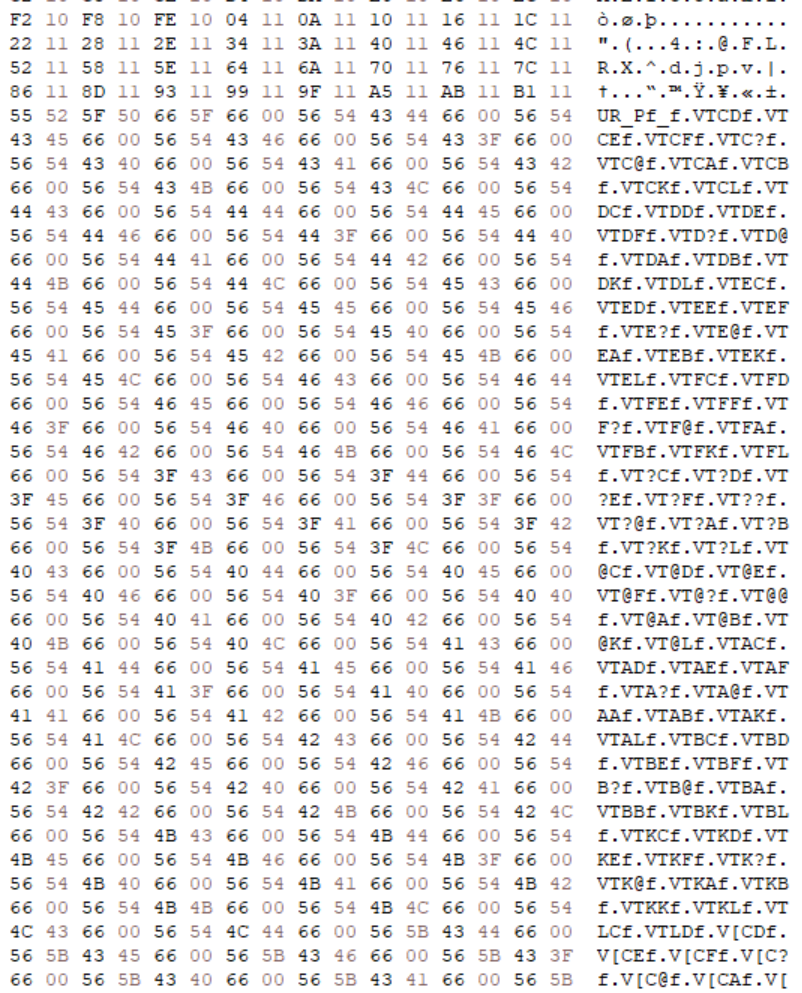 F2 10 F8 10 FE 10 04 11 0A 11 10 11 16 11 1C 11 ò.ø.þ...........
22 11 28 11 2E 11 34 11 3A 11 40 11 46 11 4C 11 ".(...4.:.@.F.L.
52 11 58 11 5E 11 64 11 6A 11 70 11 76 11 7C 11 R.X.^.d.j.p.v.|.
86 11 8D 11 93 11 99 11 9F 11 A5 11 AB 11 B1 11 †...“.™.Ÿ.¥.«.±.
55 52 5F 50 66 5F 66 00 56 54 43 44 66 00 56 54 UR_Pf_f.VTCDf.VT
43 45 66 00 56 54 43 46 66 00 56 54 43 3F 66 00 CEf.VTCFf.VTC?f.
56 54 43 40 66 00 56 54 43 41 66 00 56 54 43 42 VTC@f.VTCAf.VTCB
66 00 56 54 43 4B 66 00 56 54 43 4C 66 00 56 54 f.VTCKf.VTCLf.VT
44 43 66 00 56 54 44 44 66 00 56 54 44 45 66 00 DCf.VTDDf.VTDEf.
56 54 44 46 66 00 56 54 44 3F 66 00 56 54 44 40 VTDFf.VTD?f.VTD@
66 00 56 54 44 41 66 00 56 54 44 42 66 00 56 54 f.VTDAf.VTDBf.VT
44 4B 66 00 56 54 44 4C 66 00 56 54 45 43 66 00 DKf.VTDLf.VTECf.
56 54 45 44 66 00 56 54 45 45 66 00 56 54 45 46 VTEDf.VTEEf.VTEF
66 00 56 54 45 3F 66 00 56 54 45 40 66 00 56 54 f.VTE?f.VTE@f.VT
45 41 66 00 56 54 45 42 66 00 56 54 45 4B 66 00 EAf.VTEBf.VTEKf.
56 54 45 4C 66 00 56 54 46 43 66 00 56 54 46 44 VTELf.VTFCf.VTFD
66 00 56 54 46 45 66 00 56 54 46 46 66 00 56 54 f.VTFEf.VTFFf.VT
46 3F 66 00 56 54 46 40 66 00 56 54 46 41 66 00 F?f.VTF@f.VTFAf.
56 54 46 42 66 00 56 54 46 4B 66 00 56 54 46 4C VTFBf.VTFKf.VTFL
66 00 56 54 3F 43 66 00 56 54 3F 44 66 00 56 54 f.VT?Cf.VT?Df.VT
3F 45 66 00 56 54 3F 46 66 00 56 54 3F 3F 66 00 ?Ef.VT?Ff.VT??f.
56 54 3F 40 66 00 56 54 3F 41 66 00 56 54 3F 42 VT?@f.VT?Af.VT?B
66 00 56 54 3F 4B 66 00 56 54 3F 4C 66 00 56 54 f.VT?Kf.VT?Lf.VT
40 43 66 00 56 54 40 44 66 00 56 54 40 45 66 00 @Cf.VT@Df.VT@Ef.
56 54 40 46 66 00 56 54 40 3F 66 00 56 54 40 40 VT@Ff.VT@?f.VT@@
66 00 56 54 40 41 66 00 56 54 40 42 66 00 56 54 f.VT@Af.VT@Bf.VT
40 4B 66 00 56 54 40 4C 66 00 56 54 41 43 66 00 @Kf.VT@Lf.VTACf.
56 54 41 44 66 00 56 54 41 45 66 00 56 54 41 46 VTADf.VTAEf.VTAF
66 00 56 54 41 3F 66 00 56 54 41 40 66 00 56 54 f.VTA?f.VTA@f.VT
41 41 66 00 56 54 41 42 66 00 56 54 41 4B 66 00 AAf.VTABf.VTAKf.
56 54 41 4C 66 00 56 54 42 43 66 00 56 54 42 44 VTALf.VTBCf.VTBD
66 00 56 54 42 45 66 00 56 54 42 46 66 00 56 54 f.VTBEf.VTBFf.VT
42 3F 66 00 56 54 42 40 66 00 56 54 42 41 66 00 B?f.VTB@f.VTBAf.
56 54 42 42 66 00 56 54 42 4B 66 00 56 54 42 4C VTBBf.VTBKf.VTBL
66 00 56 54 4B 43 66 00 56 54 4B 44 66 00 56 54 f.VTKCf.VTKDf.VT
4B 45 66 00 56 54 4B 46 66 00 56 54 4B 3F 66 00 KEf.VTKFf.VTK?f.
56 54 4B 40 66 00 56 54 4B 41 66 00 56 54 4B 42 VTK@f.VTKAf.VTKB
66 00 56 54 4B 4B 66 00 56 54 4B 4C 66 00 56 54 f.VTKKf.VTKLf.VT
4C 43 66 00 56 54 4C 44 66 00 56 5B 43 44 66 00 LCf.VTLDf.V[CDf.
56 5B 43 45 66 00 56 5B 43 46 66 00 56 5B 43 3F V[CEf.V[CFf.V[C?
66 00 56 5B 43 40 66 00 56 5B 43 41 66 00 56 5B f.V[C@f.V[CAf.V[